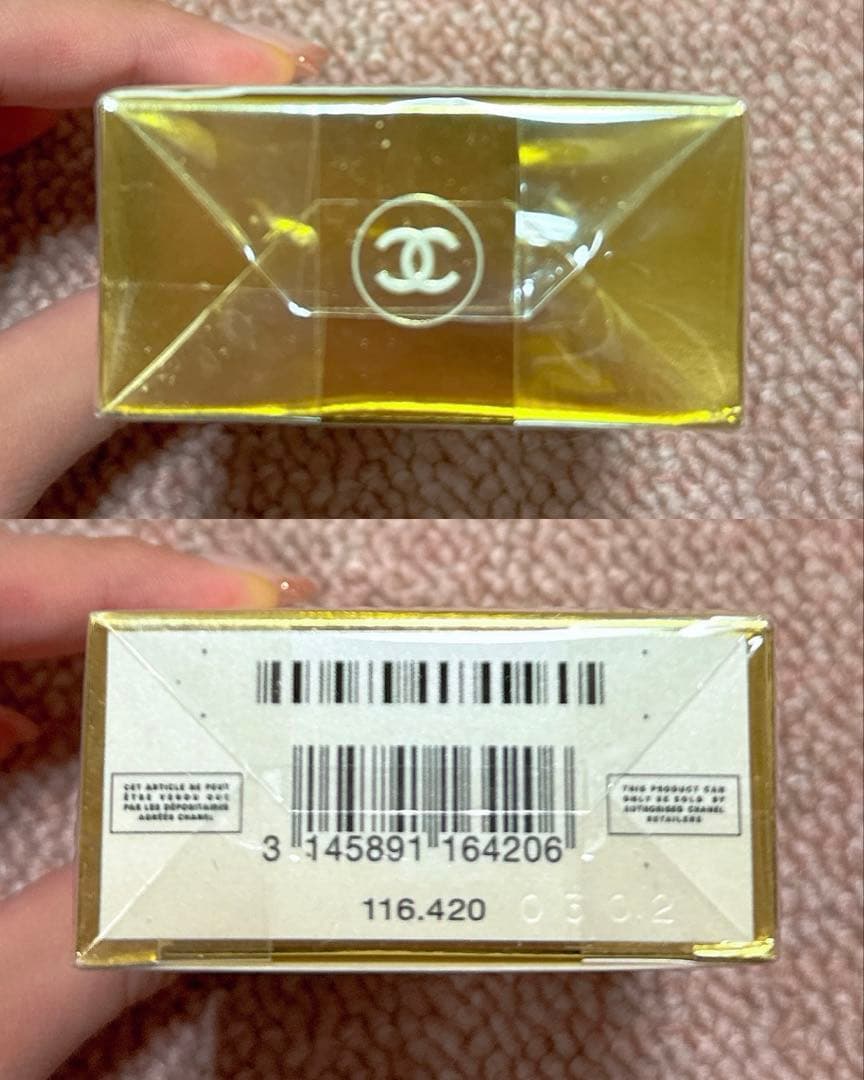 CET ARTICLE NE PEUT
ÊTRE VENDU QUE
PAR LES DÉPOSITAIRES
AGRÉÉS CHANEL
THIS PRODUCT CAN
ONLY BE SOLD BY
AUTHORISED CHANEL
RETAILERS
3 145891 164206
116.420
0302